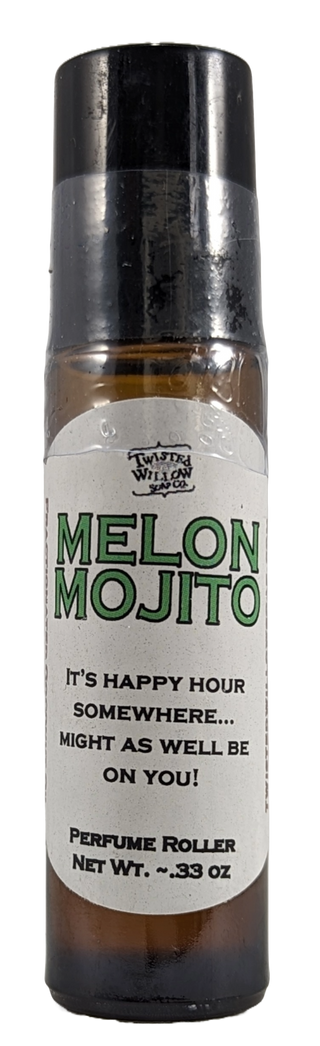 TWISTED
WILLOW
SOAP CO.
MELON
MOJITO
IT'S HAPPY HOUR
SOMEWHERE...
MIGHT AS WELL BE
ON YOU!
PERFUME ROLLER
NET WT. ~.33 OZ